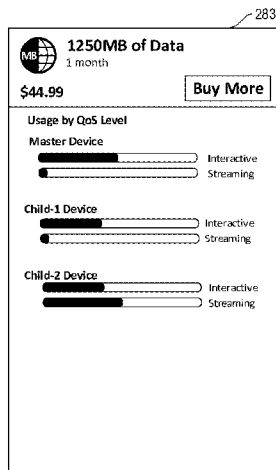 283
MB
1250MB of Data
1 month
$44.99
Buy More
Usage by QoS Level
Master Device
Interactive
Streaming
Child-1 Device
Interactive
Streaming
Child-2 Device
Interactive
Streaming